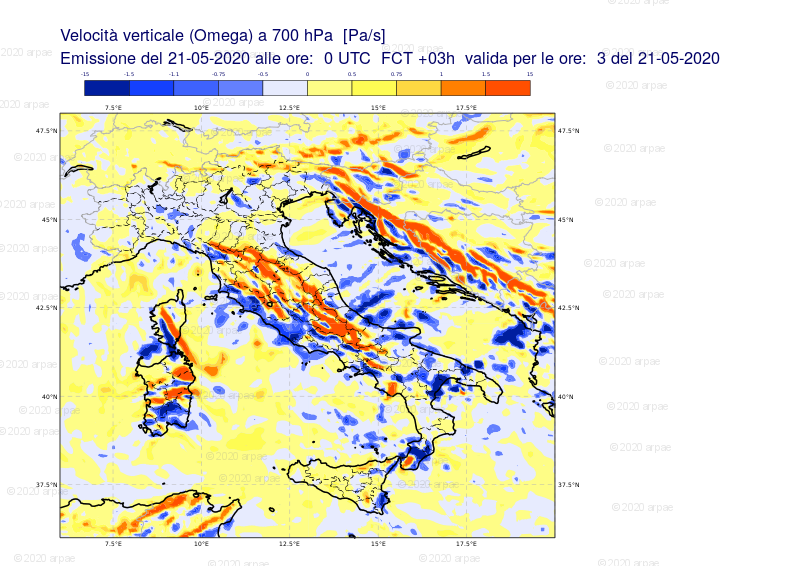 Velocità verticale (Omega) a 700 hPa [Pa/s]
Emissione del 21-05-2020 alle ore: 0 UTC FCT +03h valida per le ore: 3 del 21-05-2020
-15 -1.5 -1.1 -0.75 -0.5 0 0.5 0.75 1 1.5 15
7.5°E 10°E 12.5°E 15°E 17.5°E
47.5°N 47.5°N
45°N 45°N
42.5°N 42.5°N
40°N 40°N
37.5°N 37.5°N
7.5°E 10°E 12.5°E 15°E 17.5°E
©2020 arpae